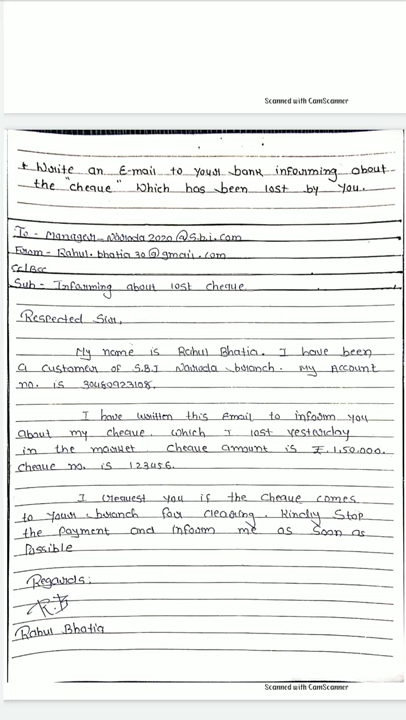 Scanned with CamScanner
* Write an E-mail to your bank informing about
the "cheque" which has been lost by you.
To - Manager_Naroda2020@S.b.i.com
From - Rahul.bhatia30@gmail.com
Cc/Bcc
Sub - Informing about lost cheque
Respected Sir,
My name is Rahul Bhatia. I have been
a customer of S.B.I Naroda branch. My Account
no. is 30480923108.
I have written this Email to inform you
about my cheque. Which I lost yesterday
in the market. Cheque amount is ₹. 1,50,000.
cheque no. is 123456.
I request you if the cheque comes
to your branch for clearing. Kindly stop
the payment and inform me as soon as
possible
Regards:
R.B
Rahul Bhatia
Scanned with CamScanner